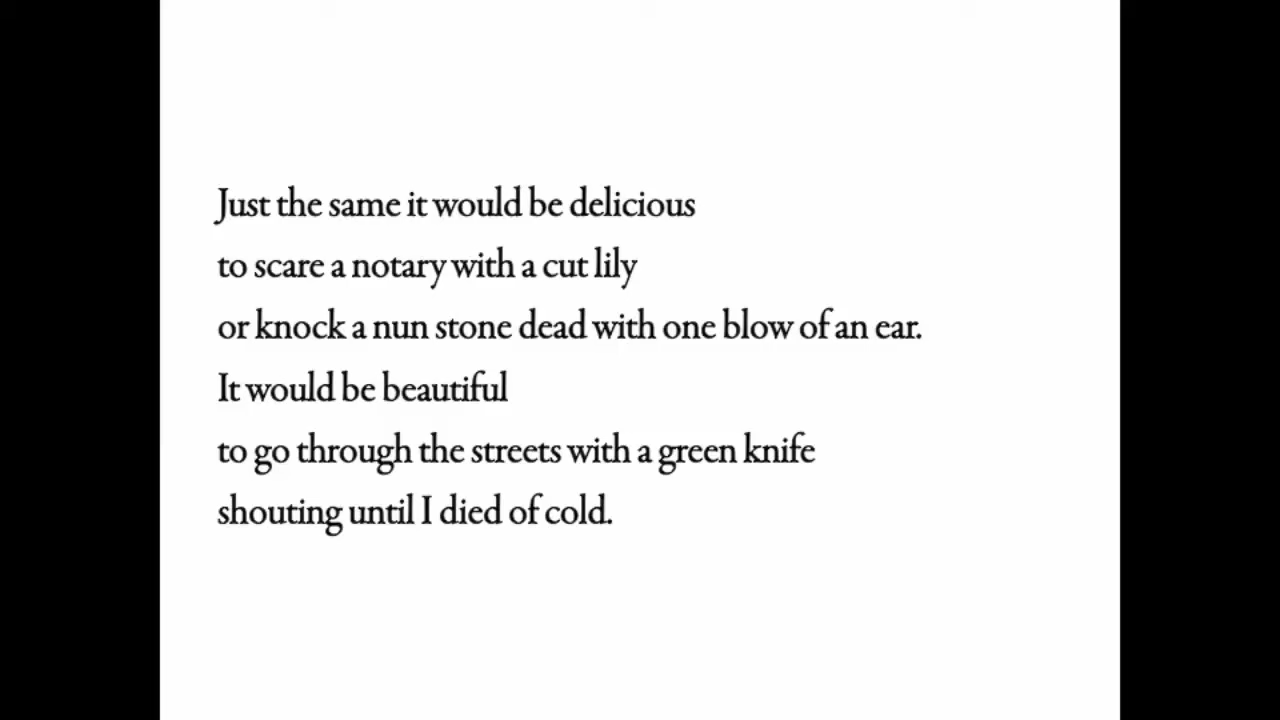 Just the same it would be delicious
to scare a notary with a cut lily
or knock a nun stone dead with one blow of an ear.
It would be beautiful
to go through the streets with a green knife
shouting until I died of cold.